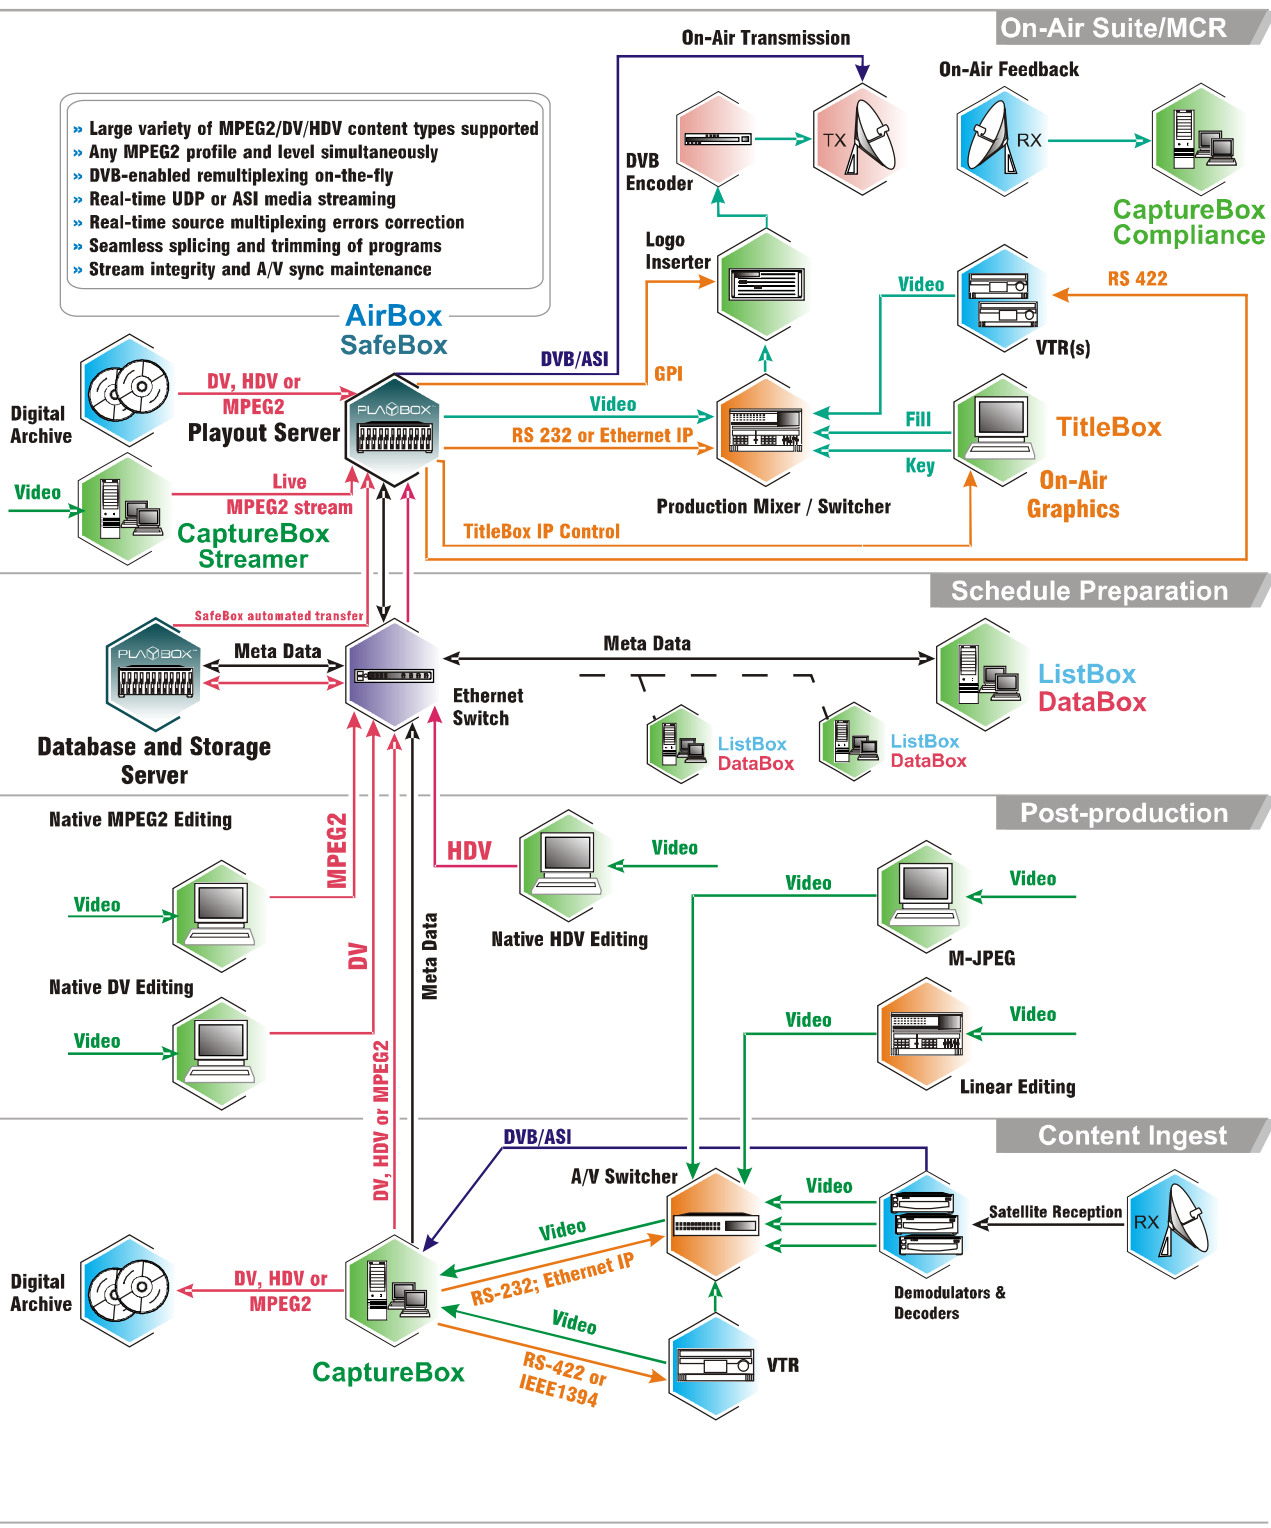 On-Air Suite/MCR
On-Air Transmission
On-Air Feedback
» Large variety of MPEG2/DV/HDV content types supported
» Any MPEG2 profile and level simultaneously
» DVB-enabled remultiplexing on-the-fly
» Real-time UDP or ASI media streaming
» Real-time source multiplexing errors correction
» Seamless splicing and trimming of programs
» Stream integrity and A/V sync maintenance
TX
RX
DVB
Encoder
CaptureBox
Compliance
Logo
Inserter
Video
RS 422
AirBox
SafeBox
VTR(s)
DVB/ASI
GPI
DV, HDV or
MPEG2
Digital
Archive
Playout Server
PLAYBOX
Video
RS 232 or Ethernet IP
Fill
Key
TitleBox
On-Air
Graphics
Video
Live
MPEG2 stream
CaptureBox
Streamer
Production Mixer / Switcher
TitleBox IP Control
Schedule Preparation
SafeBox automated transfer
PLAYBOX™
Meta Data
Meta Data
Ethernet
Switch
ListBox
DataBox
Database and Storage
Server
ListBox
DataBox
ListBox
DataBox
Post-production
Native MPEG2 Editing
MPEG2
HDV
Video
Video
Video
Video
Native HDV Editing
M-JPEG
DV
Meta Data
Native DV Editing
Video
Video
Video
Linear Editing
DV, HDV or MPEG2
Content Ingest
DVB/ASI
A/V Switcher
Video
Satellite Reception
RX
Video
RS-232; Ethernet IP
Digital
Archive
DV, HDV or
MPEG2
Demodulators &
Decoders
Video
CaptureBox
RS-422 or
IEEE1394
VTR